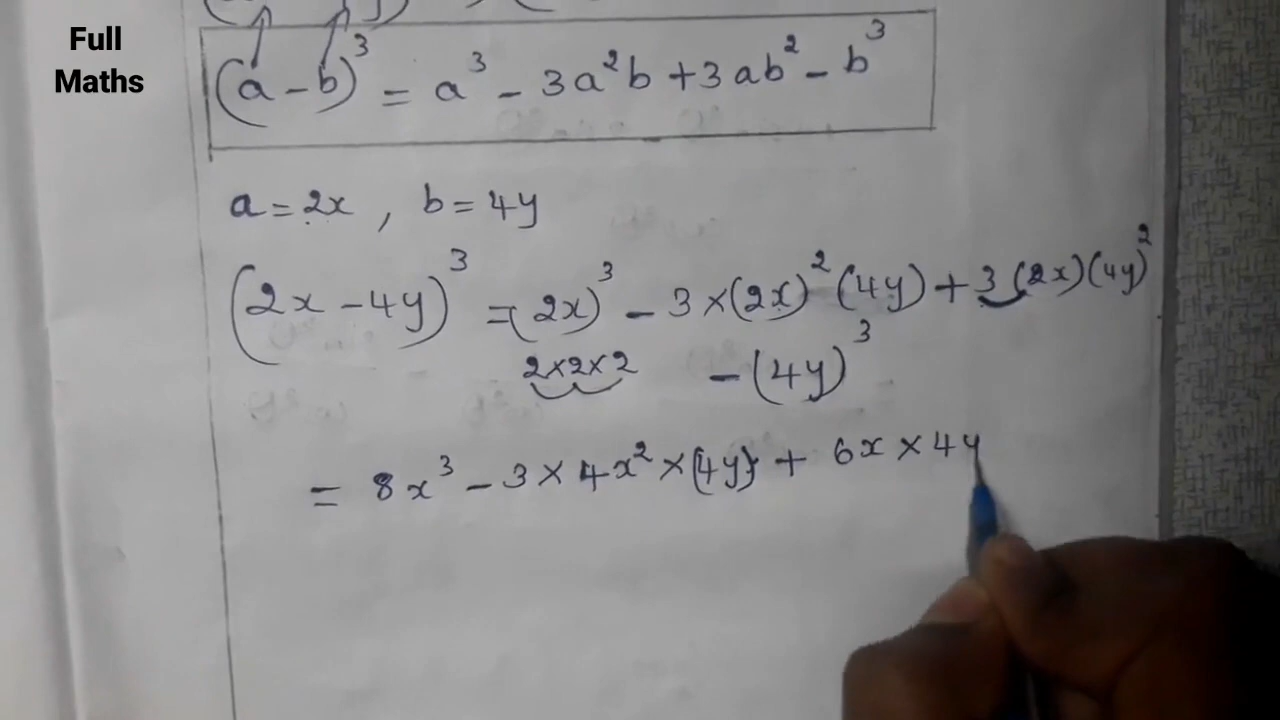 Full
Maths
(a - b)³ = a³ - 3a²b + 3ab² - b³
a = 2x , b = 4y
(2x - 4y)³ = (2x)³ - 3×(2x)²(4y) + 3(2x)(4y)²
2×2×2 - (4y)³
= 8x³ - 3 × 4x² × (4y) + 6x × 4y